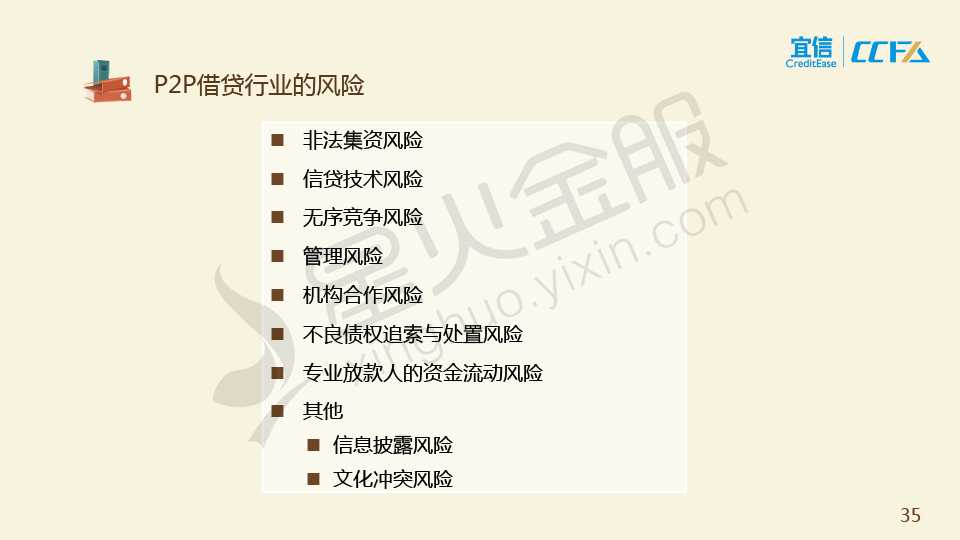 宜信
CreditEase
CCFA
P2P借贷行业的风险
非法集资风险
信贷技术风险
无序竞争风险
管理风险
机构合作风险
不良债权追索与处置风险
专业放款人的资金流动风险
其他
信息披露风险
文化冲突风险
星火金服
xinghuo.yixin.com
35